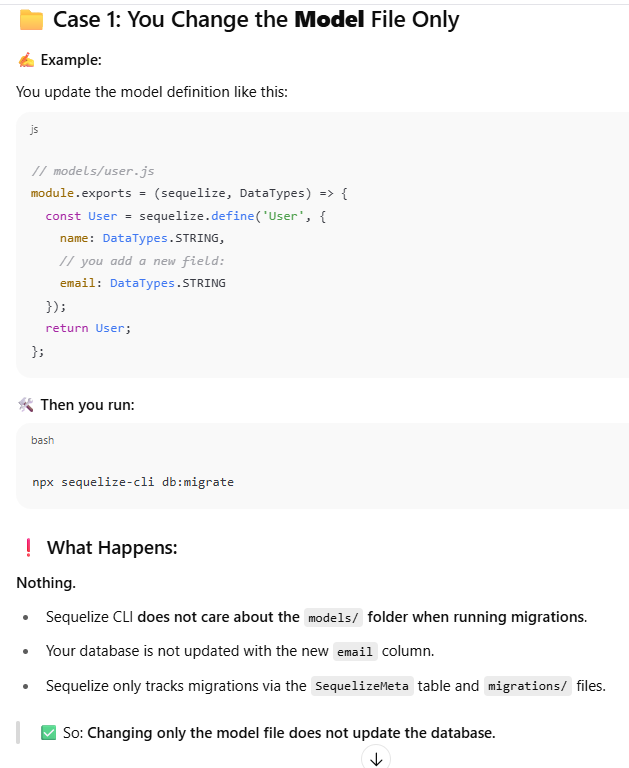 Case 1: You Change the Model File Only
Example:
You update the model definition like this:
js
// models/user.js
module.exports = (sequelize, DataTypes) => {
  const User = sequelize.define('User', {
    name: DataTypes.STRING,
    // you add a new field:
    email: DataTypes.STRING
  });
  return User;
};
Then you run:
bash
npx sequelize-cli db:migrate
What Happens:
Nothing.
Sequelize CLI does not care about the models/ folder when running migrations.
Your database is not updated with the new email column.
Sequelize only tracks migrations via the SequelizeMeta table and migrations/ files.
So: Changing only the model file does not update the database.